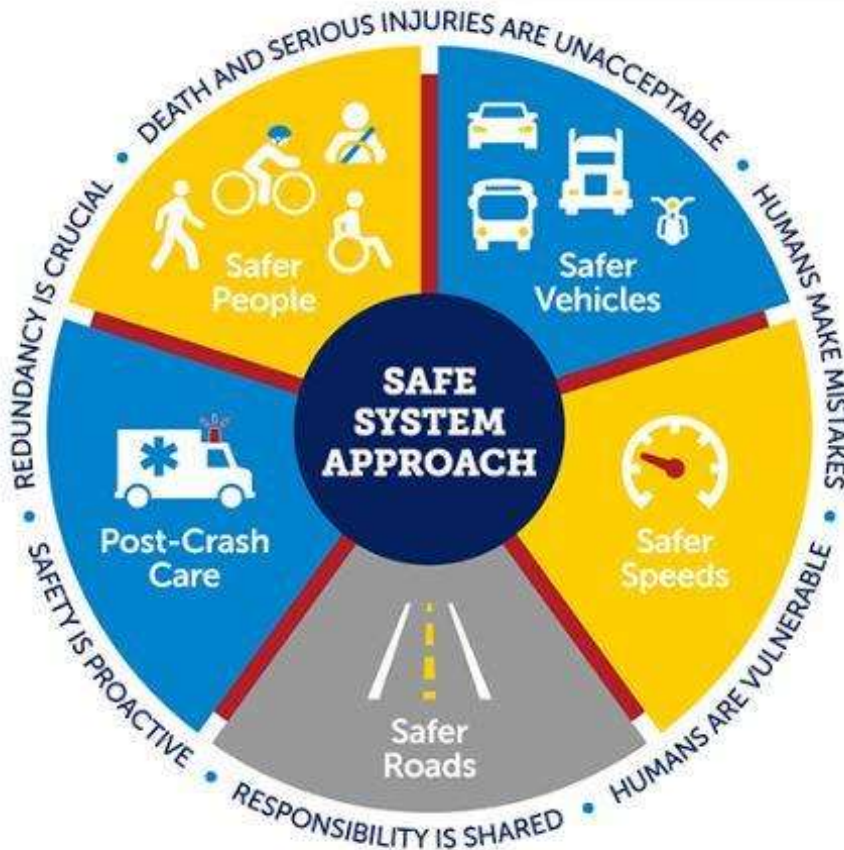 DEATH AND SERIOUS INJURIES ARE UNACCEPTABLE
HUMANS MAKE MISTAKES
HUMANS ARE VULNERABLE
RESPONSIBILITY IS SHARED
SAFETY IS PROACTIVE
REDUNDANCY IS CRUCIAL
Safer
People
Safer
Vehicles
SAFE
SYSTEM
APPROACH
Post-Crash
Care
Safer
Speeds
Safer
Roads